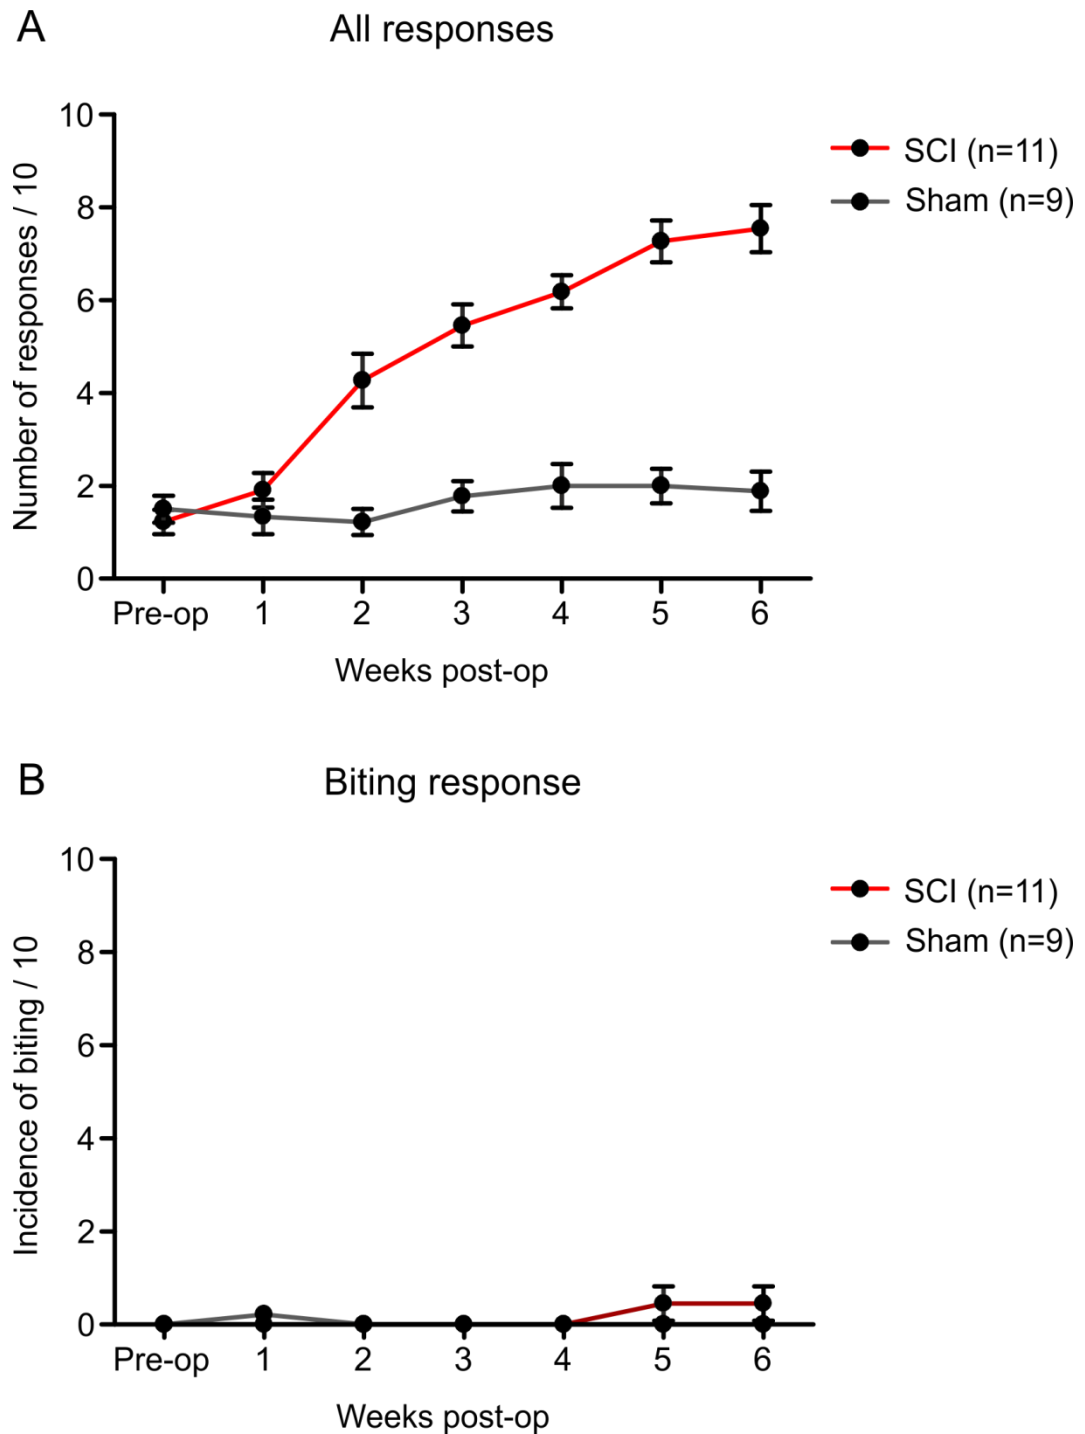 A
All responses
Number of responses / 10
10
8
6
4
2
0
Pre-op 1 2 3 4 5 6
Weeks post-op
SCI (n=11)
Sham (n=9)
B
Biting response
Incidence of biting / 10
10
8
6
4
2
0
Pre-op 1 2 3 4 5 6
Weeks post-op
SCI (n=11)
Sham (n=9)